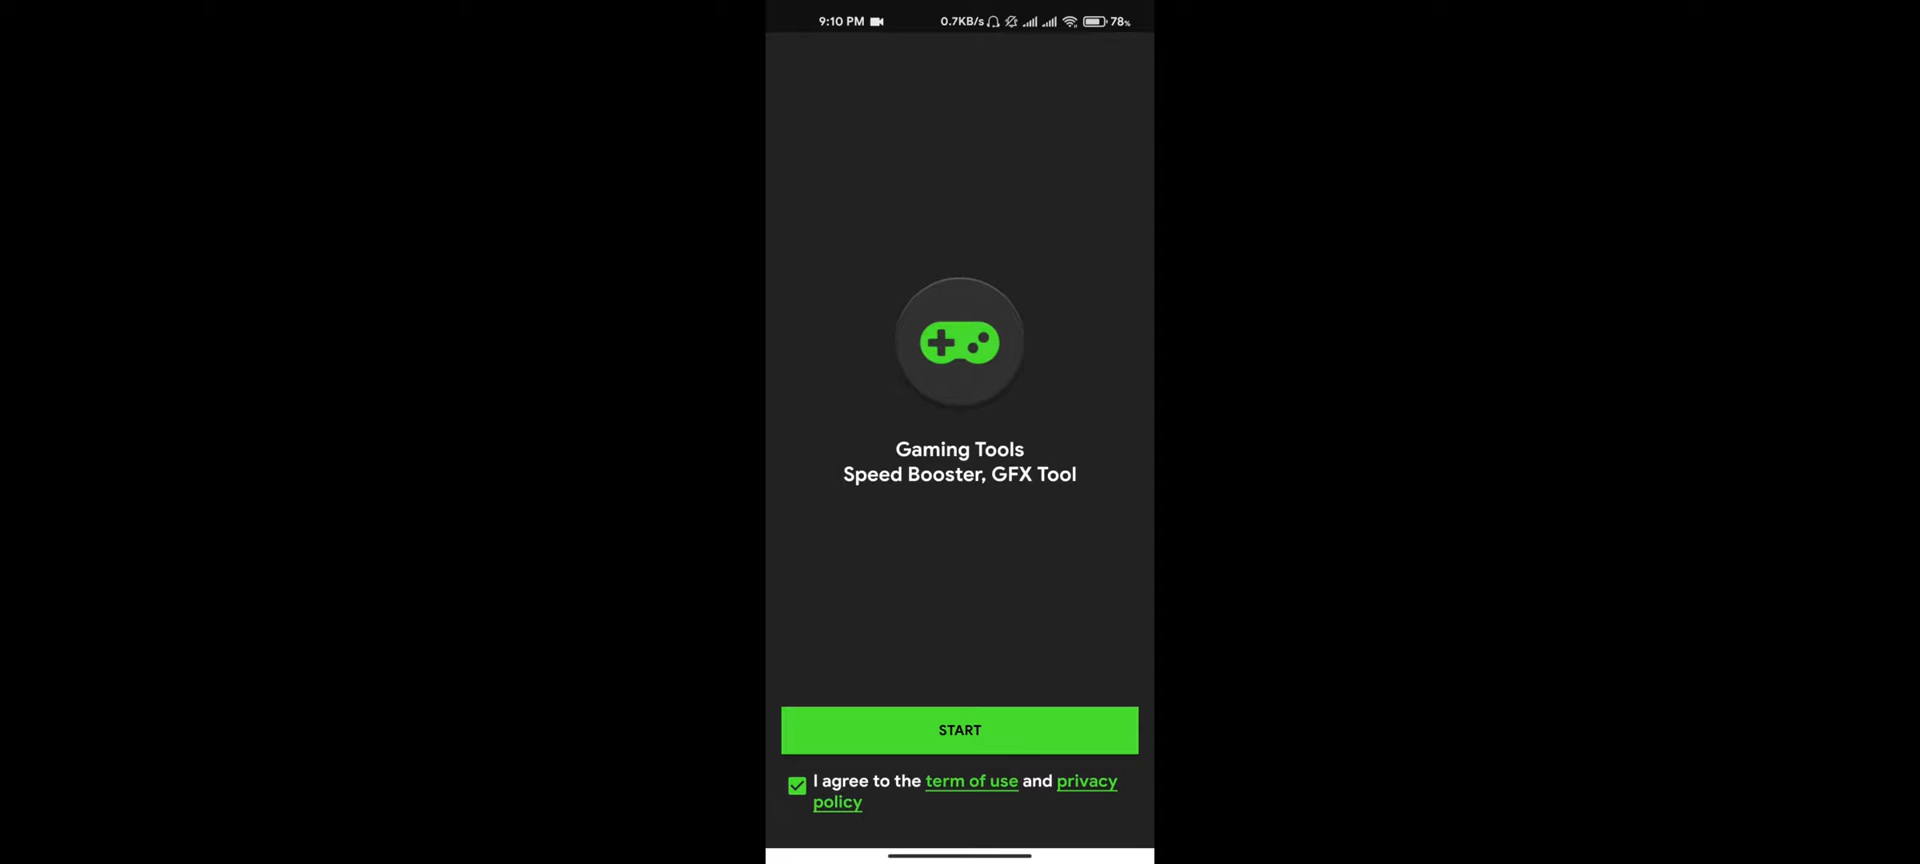 9:10 PM 0.7KB/s 78%
Gaming Tools
Speed Booster, GFX Tool
START
I agree to the term of use and privacy
policy